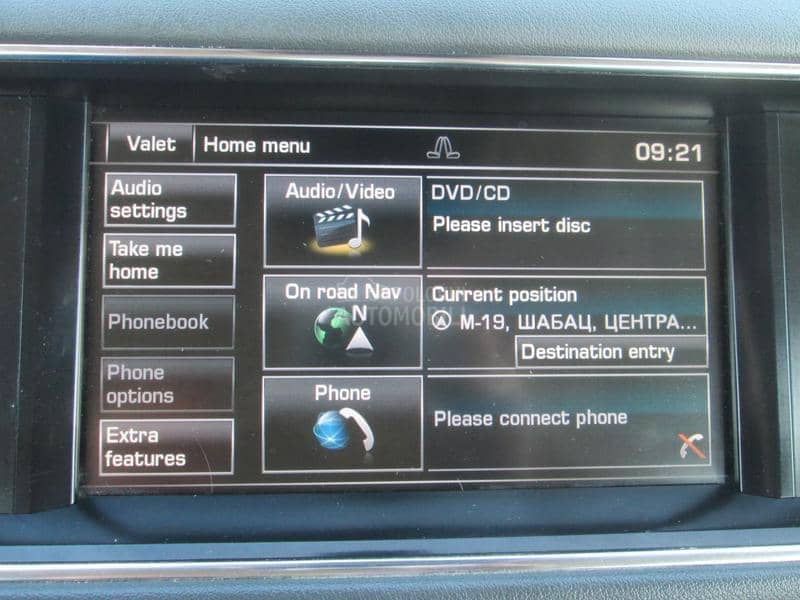 Valet
Home menu
09:21
Audio
settings
Take me
home
Phonebook
Phone
options
Extra
features
Audio/Video
DVD/CD
Please insert disc
On road Nav
N
Current position
М-19, ШАБАЦ, ЦЕНТРА...
Destination entry
Phone
Please connect phone
AUTOMOBILI